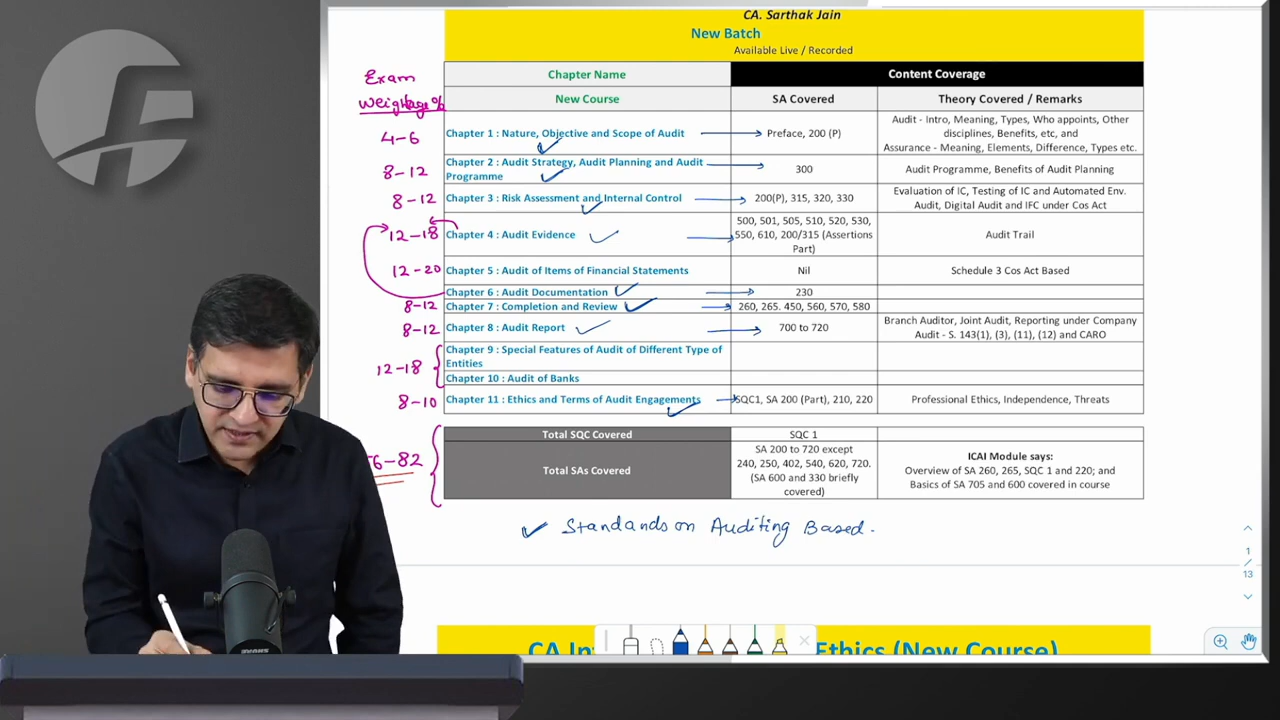 CA. Sarthak Jain
New Batch
Available Live / Recorded
Exam
Weightage %
Chapter Name
Content Coverage
New Course
SA Covered
Theory Covered / Remarks
4-6
Chapter 1 : Nature, Objective and Scope of Audit
Preface, 200 (P)
Audit - Intro, Meaning, Types, Who appoints, Other
disciplines, Benefits, etc, and
Assurance - Meaning, Elements, Difference, Types etc.
8-12
Chapter 2 : Audit Strategy, Audit Planning and Audit
Programme
300
Audit Programme, Benefits of Audit Planning
8-12
Chapter 3 : Risk Assessment and Internal Control
200(P), 315, 320, 330
Evaluation of IC, Testing of IC and Automated Env.
Audit, Digital Audit and IFC under Cos Act
12-18
Chapter 4 : Audit Evidence
500, 501, 505, 510, 520, 530,
550, 610, 200/315 (Assertions
Part)
Audit Trail
12-20
Chapter 5 : Audit of Items of Financial Statements
Nil
Schedule 3 Cos Act Based
Chapter 6 : Audit Documentation
230
8-12
Chapter 7 : Completion and Review
260, 265. 450, 560, 570, 580
8-12
Chapter 8 : Audit Report
700 to 720
Branch Auditor, Joint Audit, Reporting under Company
Audit - S. 143(1), (3), (11), (12) and CARO
12-18
Chapter 9 : Special Features of Audit of Different Type of
Entities
Chapter 10 : Audit of Banks
8-10
Chapter 11 : Ethics and Terms of Audit Engagements
SQC1, SA 200 (Part), 210, 220
Professional Ethics, Independence, Threats
Total SQC Covered
SQC 1
6-82
Total SAs Covered
SA 200 to 720 except
240, 250, 402, 540, 620, 720.
(SA 600 and 330 briefly
covered)
ICAI Module says:
Overview of SA 260, 265, SQC 1 and 220; and
Basics of SA 705 and 600 covered in course
Standards on Auditing Based.
1
/
13
CA Int
Ethics (New Course)